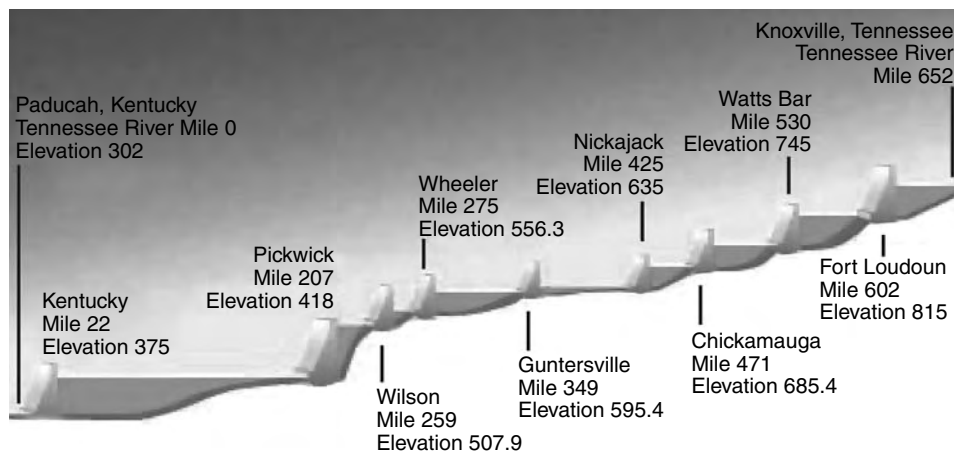 Paducah, Kentucky
Tennessee River Mile 0
Elevation 302
Kentucky
Mile 22
Elevation 375
Pickwick
Mile 207
Elevation 418
Wilson
Mile 259
Elevation 507.9
Wheeler
Mile 275
Elevation 556.3
Guntersville
Mile 349
Elevation 595.4
Nickajack
Mile 425
Elevation 635
Chickamauga
Mile 471
Elevation 685.4
Watts Bar
Mile 530
Elevation 745
Fort Loudoun
Mile 602
Elevation 815
Knoxville, Tennessee
Tennessee River
Mile 652